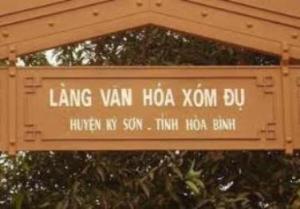 LÀNG VĂN HÓA XÓM ĐỤ
HUYỆN KỲ SƠN - TỈNH HÒA BÌNH